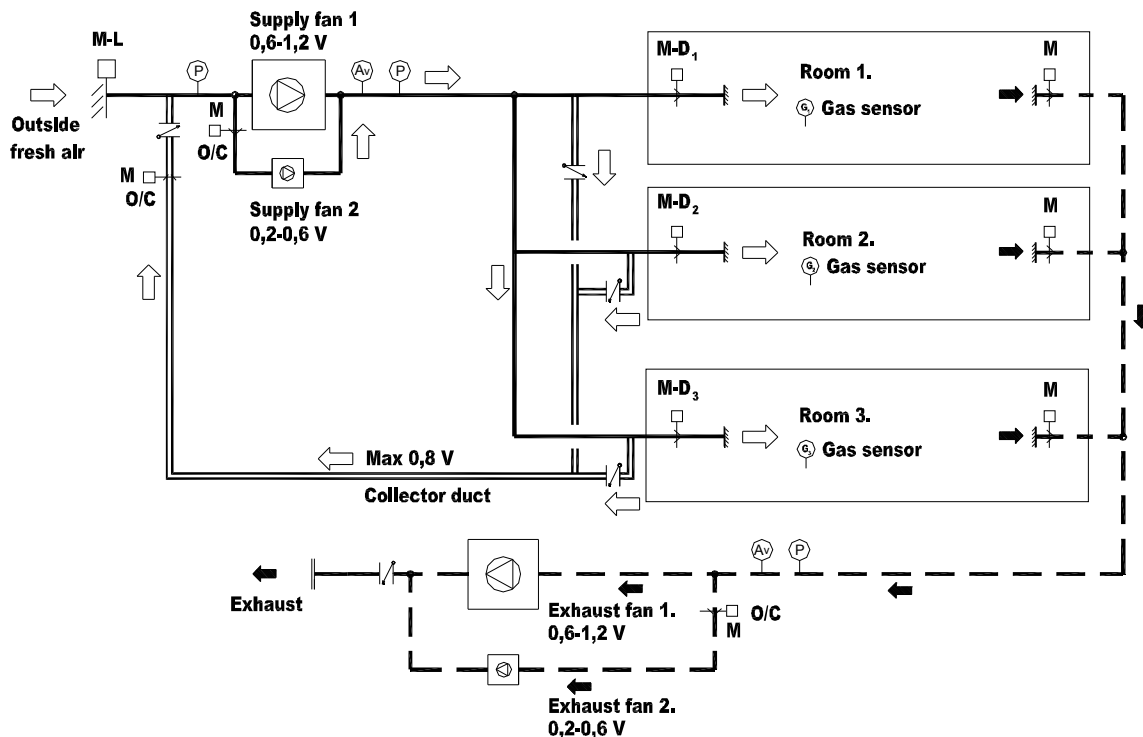 Supply fan 1
0,6-1,2 V
M-L
P
Av
P
Outside
fresh air
M
O/C
M
O/C
Supply fan 2
0,2-0,6 V
M-D₁
Room 1.
Gas sensor
M
M-D₂
Room 2.
Gas sensor
M
M-D₃
Room 3.
Gas sensor
M
Max 0,8 V
Collector duct
Av
P
Exhaust
Exhaust fan 1.
0,6-1,2 V
O/C
M
Exhaust fan 2.
0,2-0,6 V